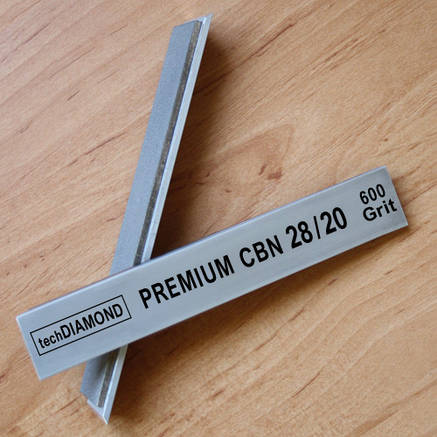 techDIAMOND PREMIUM CBN 28/20 600
Grit